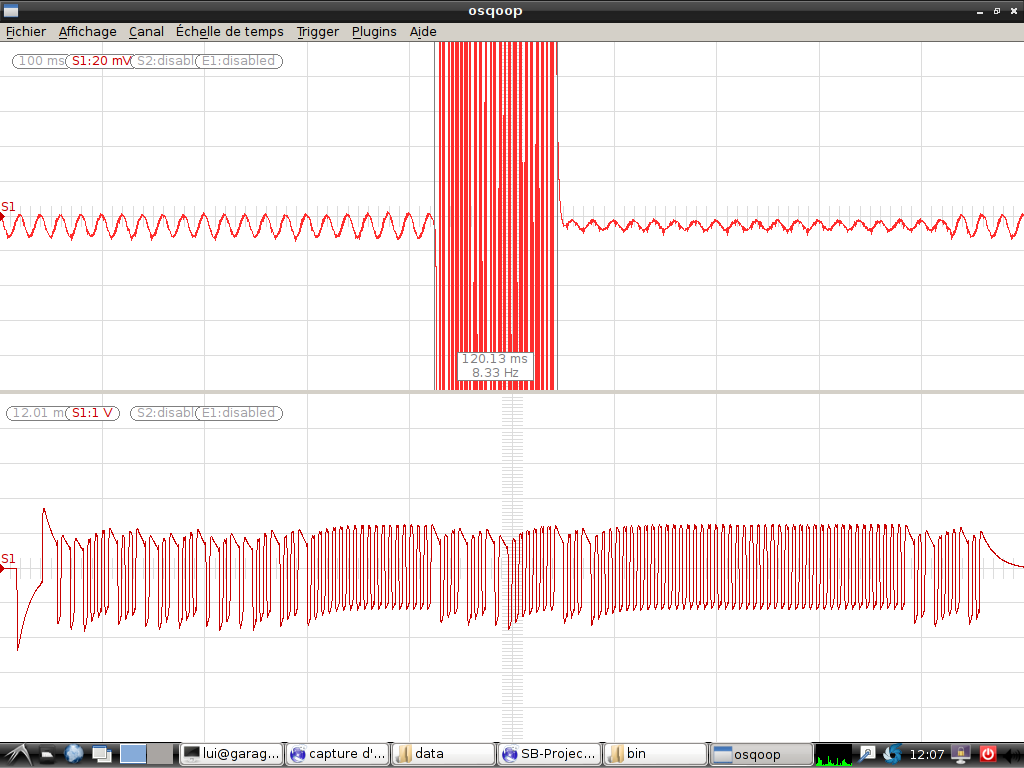 osqoop
Fichier Affichage Canal Échelle de temps Trigger Plugins Aide
100 ms S1:20 mV S2:disabl E1:disabled
S1
120.13 ms
8.33 Hz
12.01 m S1:1 V S2:disabl E1:disabled
S1
lui@garag... capture d'... data SB-Projec... bin osqoop 12:07